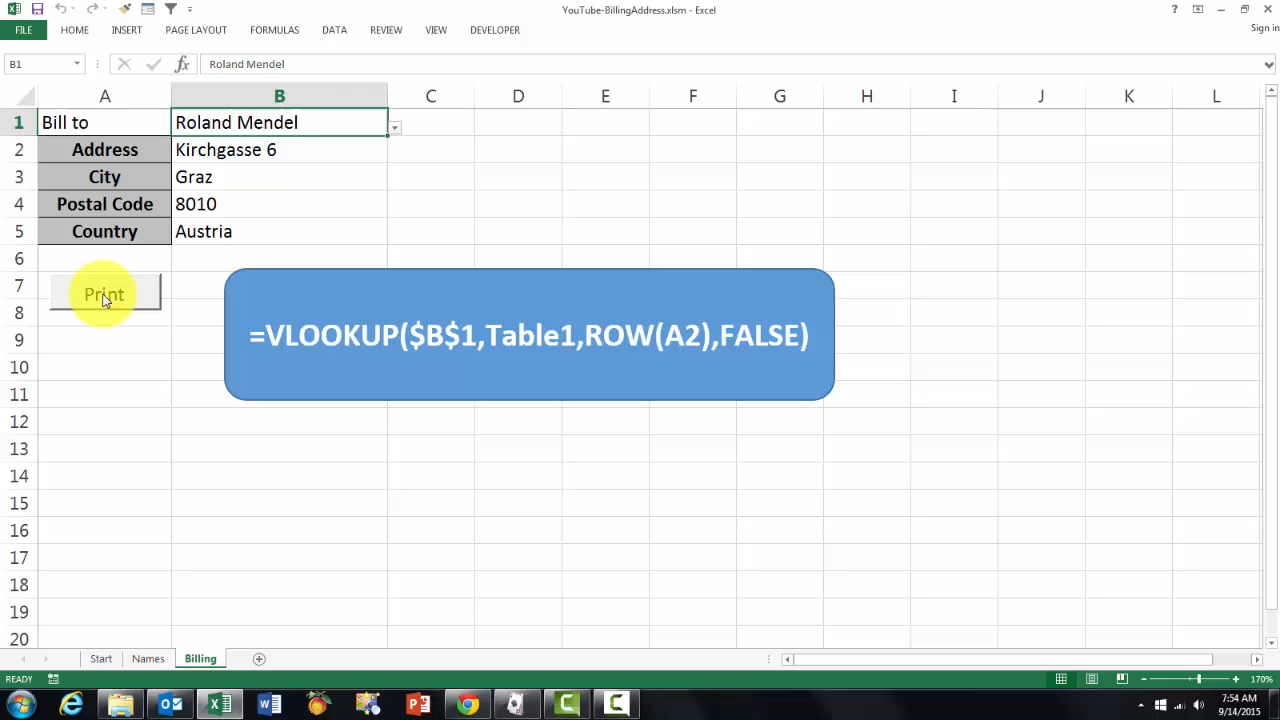 YouTube-BillingAddress.xlsm - Excel
?
FILE HOME INSERT PAGE LAYOUT FORMULAS DATA REVIEW VIEW DEVELOPER
Sign in
B1 fx Roland Mendel
A B C D E F G H I J K L
1 Bill to Roland Mendel
2 Address Kirchgasse 6
3 City Graz
4 Postal Code 8010
5 Country Austria
6
7
Print
8
=VLOOKUP($B$1,Table1,ROW(A2),FALSE)
9
10
11
12
13
14
15
16
17
18
19
20
Start Names Billing
READY 170%
7:54 AM
9/14/2015